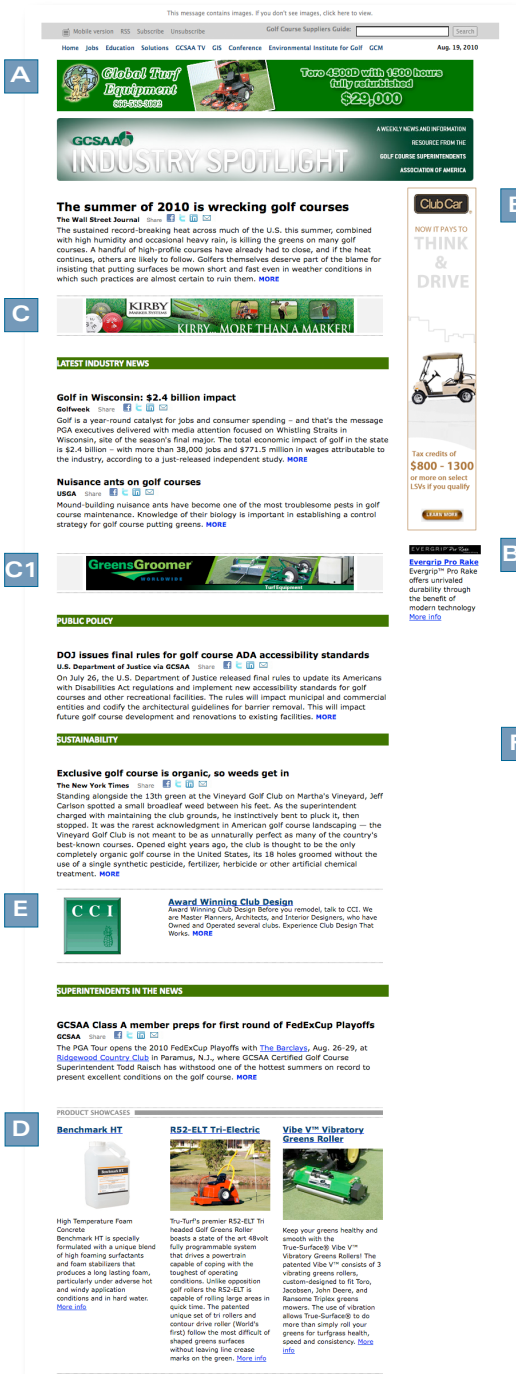 This message contains images. If you don't see images, click here to view.
Mobile version RSS Subscribe Unsubscribe Golf Course Suppliers Guide: Search
Home Jobs Education Solutions GCSAA TV GIS Conference Environmental Institute for Golf GCM Aug. 19, 2010
A
Global Turf
Equipment
866-588-3092
Toro 4500D with 1500 hours
fully refurbished
$29,000
GCSAA
INDUSTRY SPOTLIGHT
A WEEKLY NEWS AND INFORMATION
RESOURCE FROM THE
GOLF COURSE SUPERINTENDENTS
ASSOCIATION OF AMERICA
The summer of 2010 is wrecking golf courses
The Wall Street Journal Share
The sustained record-breaking heat across much of the U.S. this summer, combined
with high humidity and occasional heavy rain, is killing the greens on many golf
courses. A handful of high-profile courses have already had to close, and if the heat
continues, others are likely to follow. Golfers themselves deserve part of the blame for
insisting that putting surfaces be mown short and fast even in weather conditions in
which such practices are almost certain to ruin them. MORE
C
KIRBY
MARKER SYSTEMS
KIRBY... MORE THAN A MARKER!
LATEST INDUSTRY NEWS
Golf in Wisconsin: $2.4 billion impact
Golfweek Share
Golf is a year-round catalyst for jobs and consumer spending – and that's the message
PGA executives delivered with media attention focused on Whistling Straits in
Wisconsin, site of the season's final major. The total economic impact of golf in the state
is $2.4 billion – with more than 38,000 jobs and $771.5 million in wages attributable to
the industry, according to a just-released independent study. MORE
Nuisance ants on golf courses
USGA Share
Mound-building nuisance ants have become one of the most troublesome pests in golf
course maintenance. Knowledge of their biology is important in establishing a control
strategy for golf course putting greens. MORE
C1
GreensGroomer
WORLDWIDE
Turf Equipment
PUBLIC POLICY
DOJ issues final rules for golf course ADA accessibility standards
U.S. Department of Justice via GCSAA Share
On July 26, the U.S. Department of Justice released final rules to update its Americans
with Disabilities Act regulations and implement new accessibility standards for golf
courses and other recreational facilities. The rules will impact municipal and commercial
entities and codify the architectural guidelines for barrier removal. This will impact
future golf course development and renovations to existing facilities. MORE
SUSTAINABILITY
Exclusive golf course is organic, so weeds get in
The New York Times Share
Standing alongside the 13th green at the Vineyard Golf Club on Martha's Vineyard, Jeff
Carlson spotted a small broadleaf weed between his feet. As the superintendent
charged with maintaining the club grounds, he instinctively bent to pluck it, then
stopped. It was the rarest acknowledgment in American golf course landscaping — the
Vineyard Golf Club is not meant to be as unnaturally perfect as many of the country's
best-known courses. Opened eight years ago, the club is thought to be the only
completely organic golf course in the United States, its 18 holes groomed without the
use of a single synthetic pesticide, fertilizer, herbicide or other artificial chemical
treatment. MORE
E
CCI
Award Winning Club Design
Award Winning Club Design Before you remodel, talk to CCI. We
are Master Planners, Architects, and Interior Designers, who have
Owned and Operated several clubs. Experience Club Design That
Works. MORE
SUPERINTENDENTS IN THE NEWS
GCSAA Class A member preps for first round of FedExCup Playoffs
GCSAA Share
The PGA Tour opens the 2010 FedExCup Playoffs with The Barclays, Aug. 26-29, at
Ridgewood Country Club in Paramus, N.J., where GCSAA Certified Golf Course
Superintendent Todd Raisch has withstood one of the hottest summers on record to
present excellent conditions on the golf course. MORE
PRODUCT SHOWCASES
D
Benchmark HT
Benchmark HT
High Temperature Foam
Concrete
Benchmark HT is specially
formulated with a unique blend
of high foaming surfactants
and foam stabilizers that
produces a long lasting foam,
particularly under adverse hot
and windy application
conditions and in hard water.
More info
R52-ELT Tri-Electric
Tru-Turf's premier R52-ELT Tri
headed Golf Greens Roller
boasts a state of the art 48volt
fully programmable system
that drives a powertrain
capable of coping with the
toughest of operating
conditions. Unlike opposition
golf rollers the R52-ELT is
capable of rolling large areas in
quick time. The patented
unique set of tri rollers and
contour drive roller (World's
first) follow the most difficult of
shaped greens surfaces
without leaving line crease
marks on the green. More info
Vibe V™ Vibratory
Greens Roller
Keep your greens healthy and
smooth with the
True-Surface® Vibe V™
Vibratory Greens Rollers! The
patented Vibe V™ consists of 3
vibrating greens rollers,
custom-designed to fit Toro,
Jacobsen, John Deere, and
Ransome Triplex greens
mowers. The use of vibration
allows True-Surface® to do
more than simply roll your
greens for turfgrass health,
speed and consistency. More
info
Club Car
NOW IT PAYS TO
THINK
&
DRIVE
Tax credits of
$800 - 1300
or more on select
LSVs if you qualify
LEARN MORE
EVERGRIP Pro Rake
Evergrip Pro Rake
Evergrip™ Pro Rake
offers unrivaled
durability through
the benefit of
modern technology
More info
B